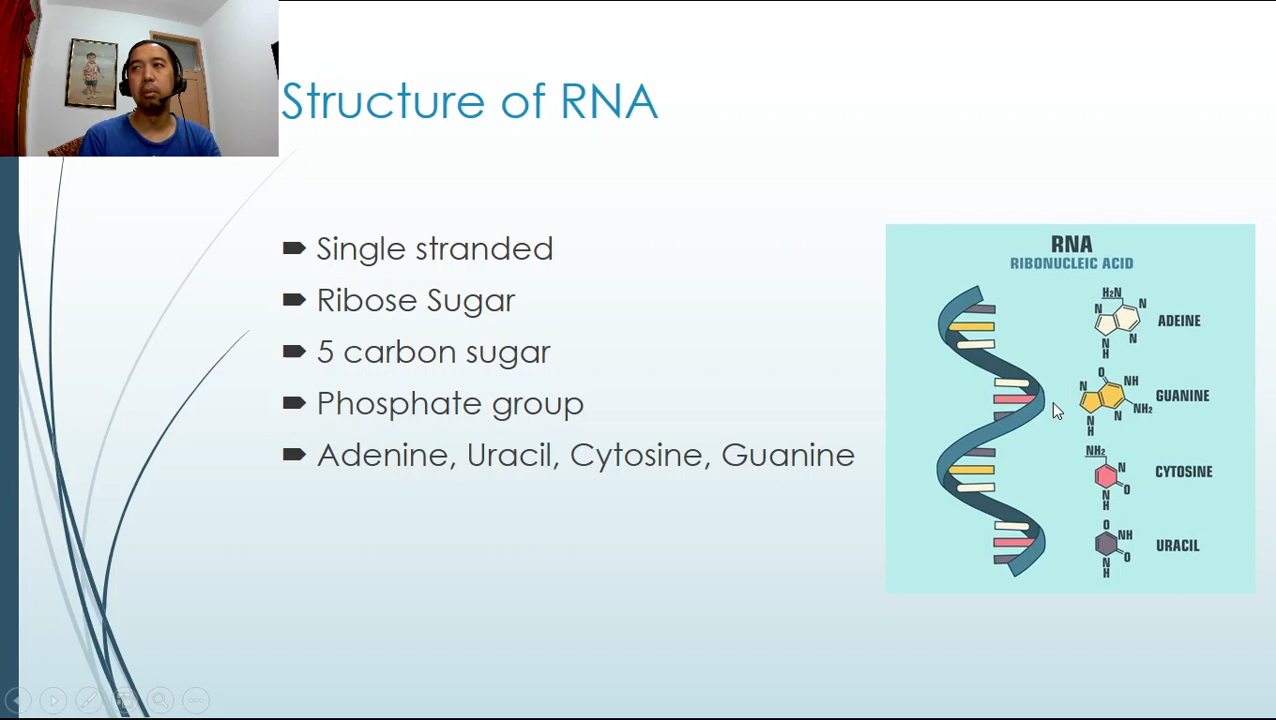 Structure of RNA
Single stranded
Ribose Sugar
5 carbon sugar
Phosphate group
Adenine, Uracil, Cytosine, Guanine
RNA
RIBONUCLEIC ACID
H₂N
N
N
N
N
H
ADEINE
O
N
NH
NH₂
N
N
H
GUANINE
NH₂
N
O
N
H
CYTOSINE
O
NH
O
N
H
URACIL